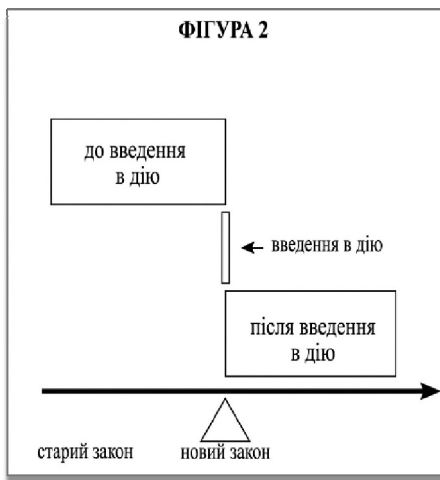 ФІГУРА 2
до введення
в дію
введення в дію
після введення
в дію
старий закон
новий закон